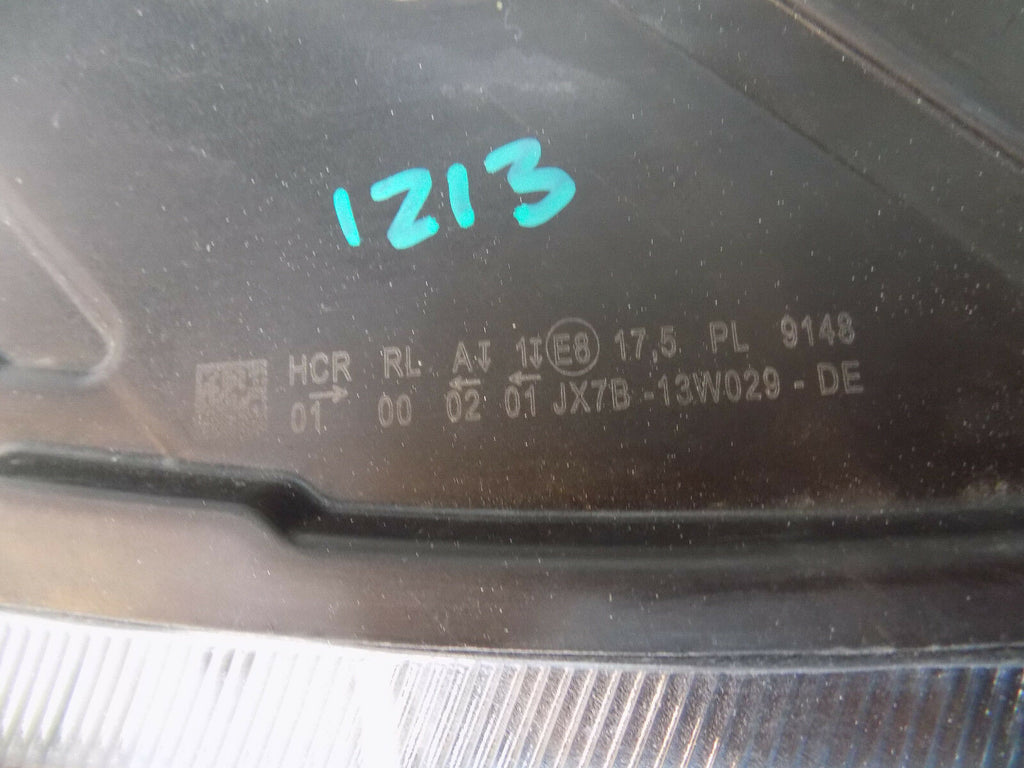 1213
HCR RL A 1 E8 17,5 PL 9148
01 00 02 01 JX7B-13W029-DE